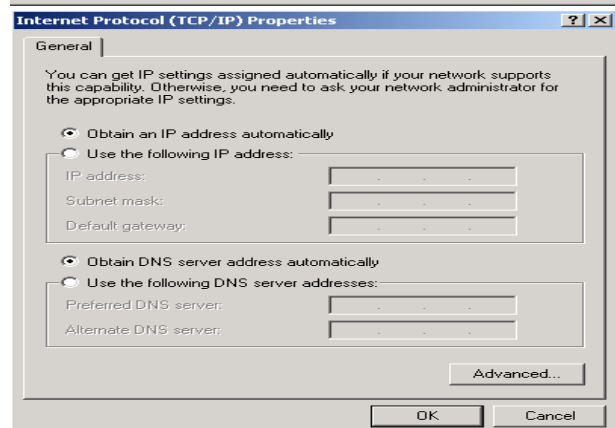 Internet Protocol (TCP/IP) Properties
General
You can get IP settings assigned automatically if your network supports
this capability. Otherwise, you need to ask your network administrator for
the appropriate IP settings.
Obtain an IP address automatically
Use the following IP address:
IP address:
Subnet mask:
Default gateway:
Obtain DNS server address automatically
Use the following DNS server addresses:
Preferred DNS server:
Alternate DNS server:
Advanced...
OK Cancel